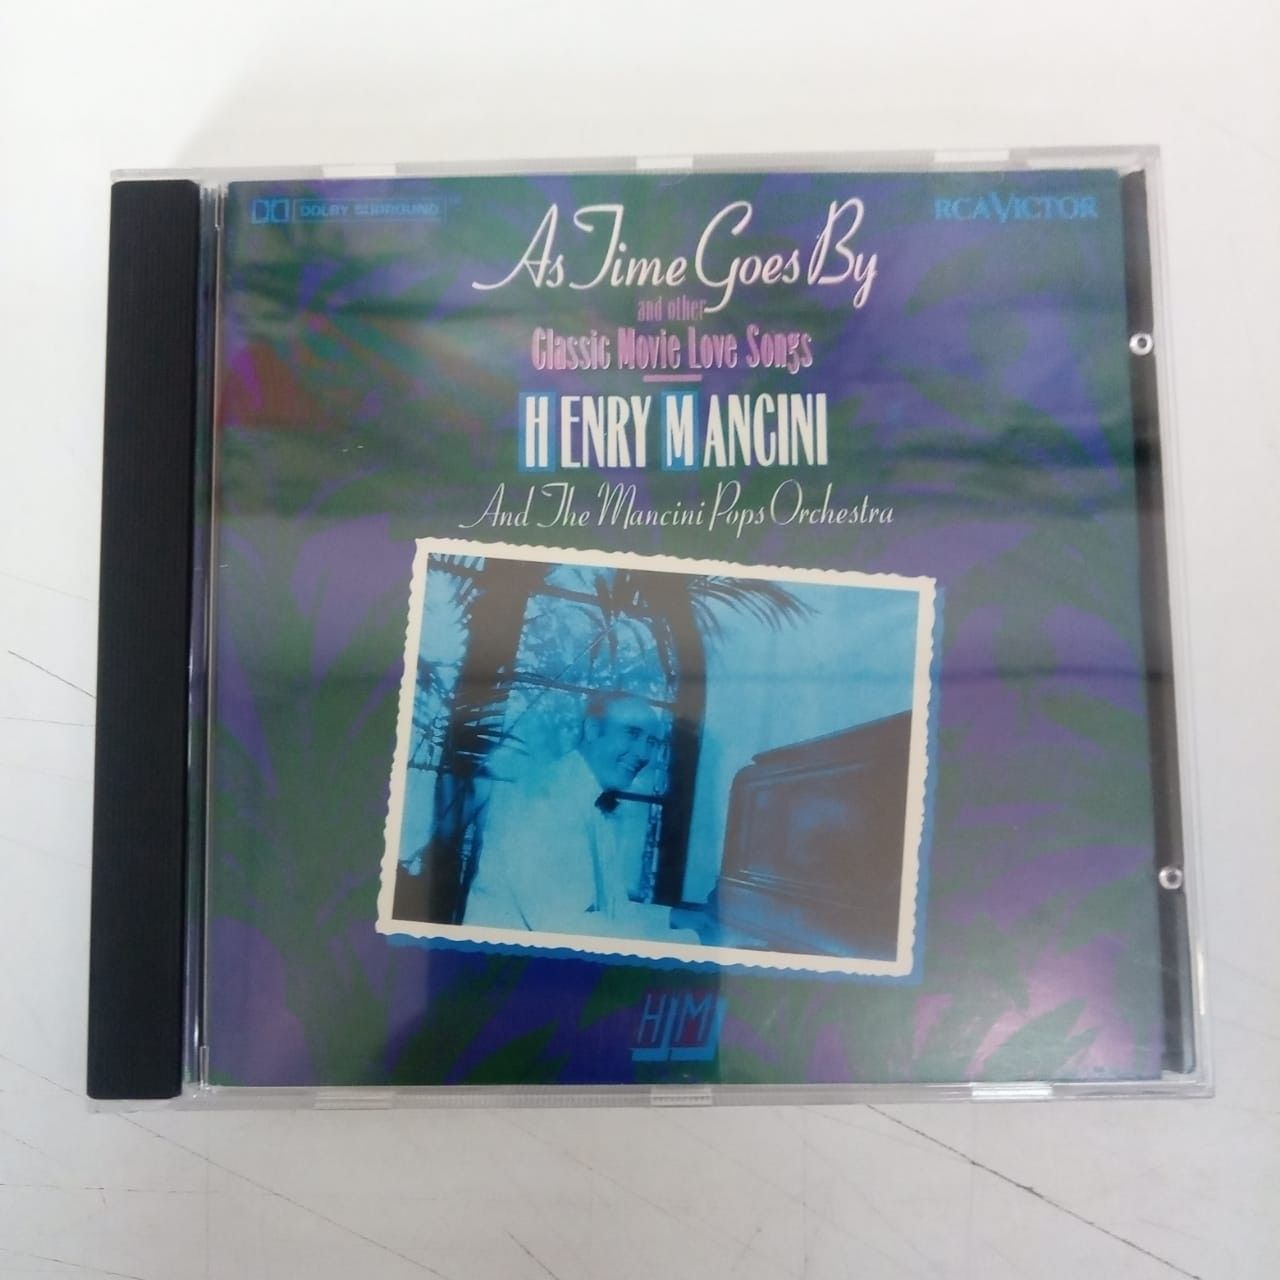 DOLBY SURROUND
RCA VICTOR
As Time Goes By
and other
Classic Movie Love Songs
HENRY MANCINI
And The Mancini Pops Orchestra
HM